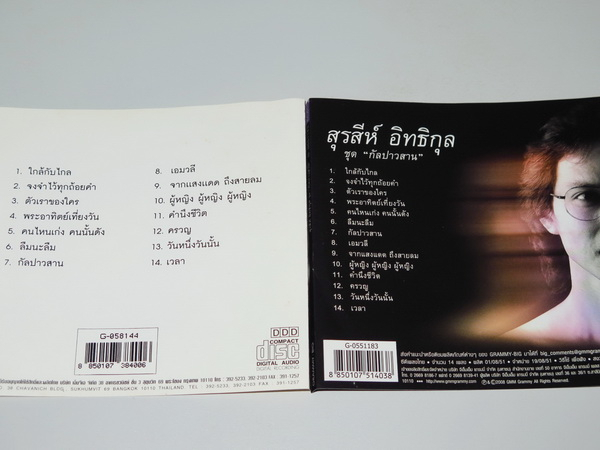 1. ใกล้กับไกล
2. จงจำไว้ทุกถ้อยคำ
3. ตัวเราของใคร
4. พระอาทิตย์เที่ยงวัน
5. คนไหนเก่ง คนนั้นดัง
6. ลืมนะลืม
7. กัลปาวสาน
8. เอมวลี
9. จากแสงแดด ถึงสายลม
10. ผู้หญิง ผู้หญิง ผู้หญิง
11. คำนึงชีวิต
12. ครวญ
13. วันหนึ่งวันนั้น
14. เวลา
G-058144
8 850107 384006
DDD
COMPACT
disc
DIGITAL AUDIO
DIGITAL RECORDING
สุรสีห์ อิทธิกุล
ชุด "กัลปาวสาน"
1. ใกล้กับไกล
2. จงจำไว้ทุกถ้อยคำ
3. ตัวเราของใคร
4. พระอาทิตย์เที่ยงวัน
5. คนไหนเก่ง คนนั้นดัง
6. ลืมนะลืม
7. กัลปาวสาน
8. เอมวลี
9. จากแสงแดด ถึงสายลม
10. ผู้หญิง ผู้หญิง ผู้หญิง
11. คำนึงชีวิต
12. ครวญ
13. วันหนึ่งวันนั้น
14. เวลา
G-0551183
8 850107 514038
10110 www.gmmgrammy.com ℗ & © 2008 GMM Grammy All Rights Reserved.